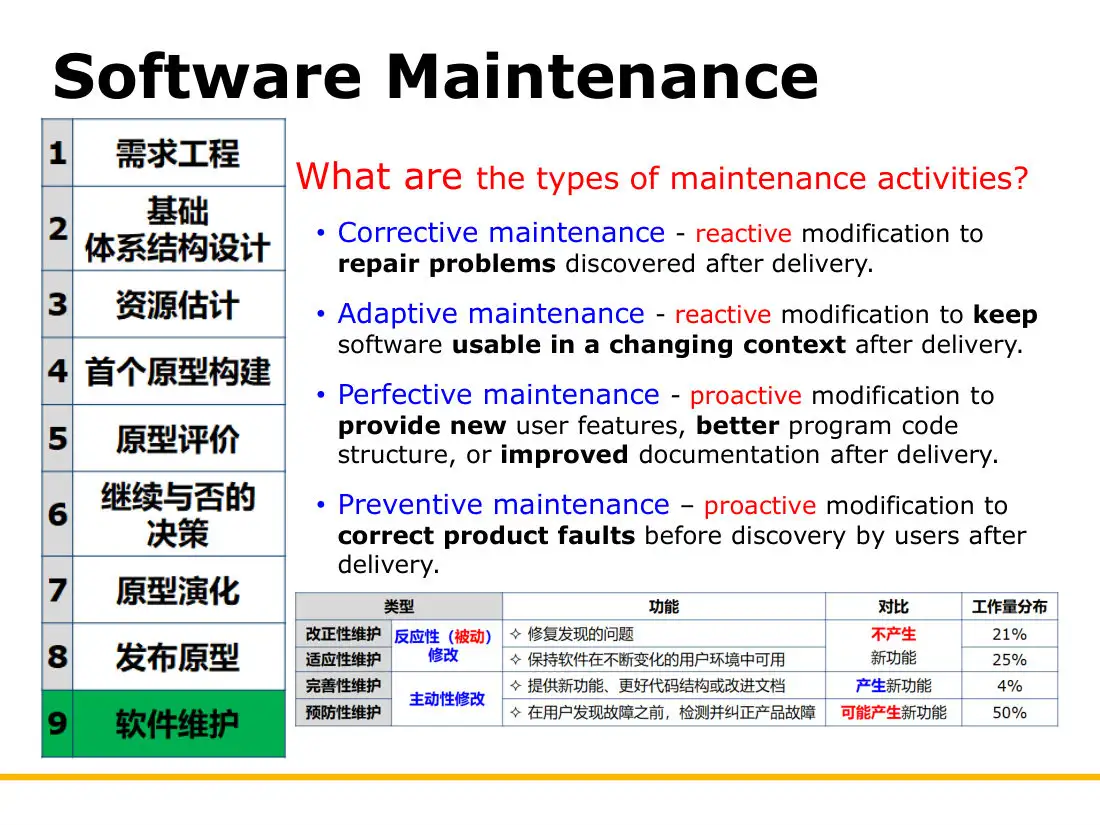 Software Maintenance
1 需求工程
2 基础
体系结构设计
3 资源估计
4 首个原型构建
5 原型评价
6 继续与否的
决策
7 原型演化
8 发布原型
9 软件维护
What are the types of maintenance activities?
• Corrective maintenance - reactive modification to
repair problems discovered after delivery.
• Adaptive maintenance - reactive modification to keep
software usable in a changing context after delivery.
• Perfective maintenance - proactive modification to
provide new user features, better program code
structure, or improved documentation after delivery.
• Preventive maintenance – proactive modification to
correct product faults before discovery by users after
delivery.
类型 功能 对比 工作量分布
改正性维护 反应性（被动）
修改 ✧ 修复发现的问题 不产生
新功能 21%
适应性维护 ✧ 保持软件在不断变化的用户环境中可用 25%
完善性维护 主动性修改 ✧ 提供新功能、更好代码结构或改进文档 产生新功能 4%
预防性维护 ✧ 在用户发现故障之前，检测并纠正产品故障 可能产生新功能 50%